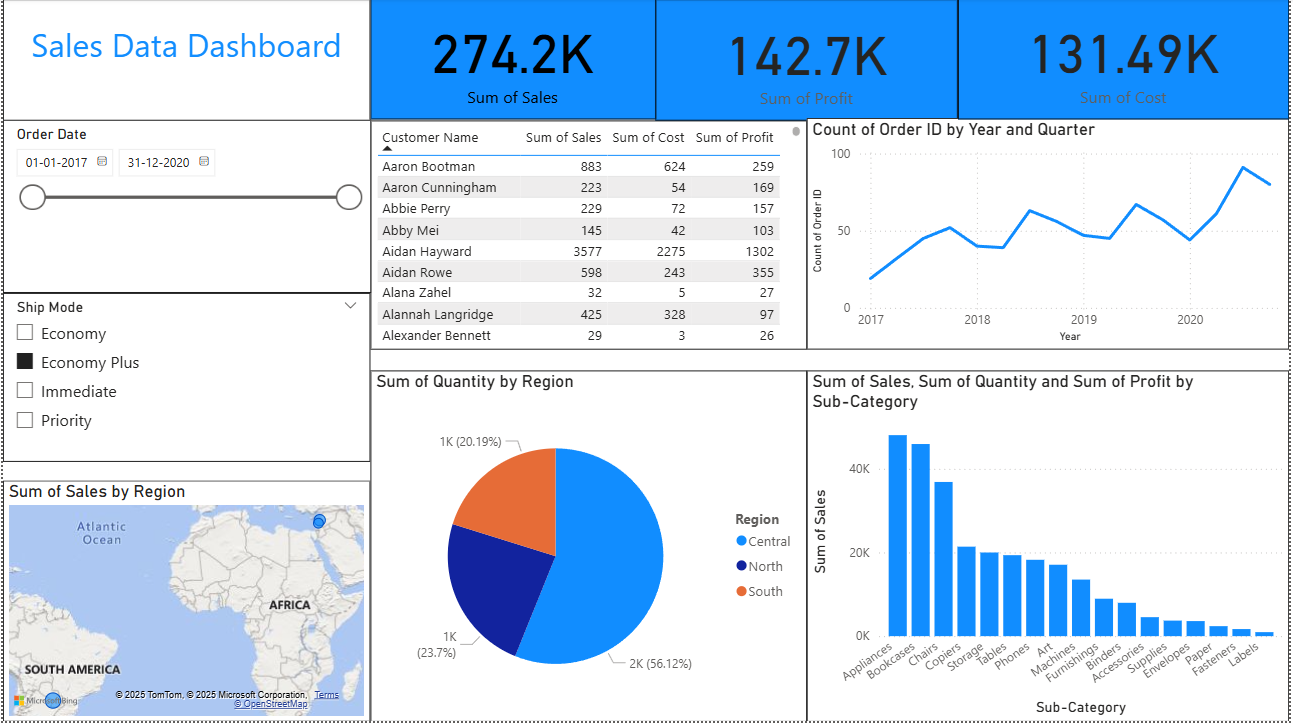 Sales Data Dashboard
274.2K
Sum of Sales
142.7K
Sum of Profit
131.49K
Sum of Cost
Order Date
01-01-2017 31-12-2020
Ship Mode
Economy
Economy Plus
Immediate
Priority
Customer Name Sum of Sales Sum of Cost Sum of Profit
Aaron Bootman 883 624 259
Aaron Cunningham 223 54 169
Abbie Perry 229 72 157
Abby Mei 145 42 103
Aidan Hayward 3577 2275 1302
Aidan Rowe 598 243 355
Alana Zahel 32 5 27
Alannah Langridge 425 328 97
Alexander Bennett 29 3 26
Count of Order ID by Year and Quarter
Count of Order ID
100
50
0
2017 2018 2019 2020
Year
Sum of Sales by Region
Atlantic
Ocean
AFRICA
SOUTH AMERICA
Microsoft Bing
© 2025 TomTom, © 2025 Microsoft Corporation, Terms
© OpenStreetMap
Sum of Quantity by Region
1K (20.19%)
1K
(23.7%)
2K (56.12%)
Region
Central
North
South
Sum of Sales, Sum of Quantity and Sum of Profit by
Sub-Category
Sum of Sales
40K
20K
0K
Appliances
Bookcases
Chairs
Copiers
Storage
Tables
Phones
Art
Machines
Furnishings
Binders
Accessories
Supplies
Envelopes
Paper
Fasteners
Labels
Sub-Category